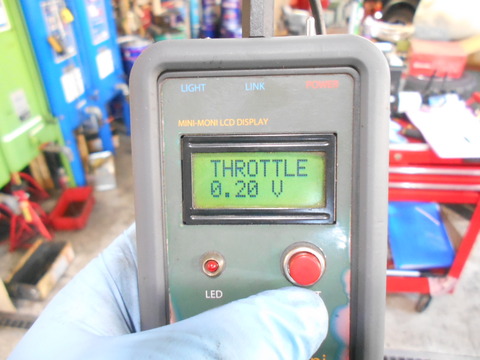 LIGHT LINK POWER
MINI-MONI LCD DISPLAY
THROTTLE
0.20 V
LED